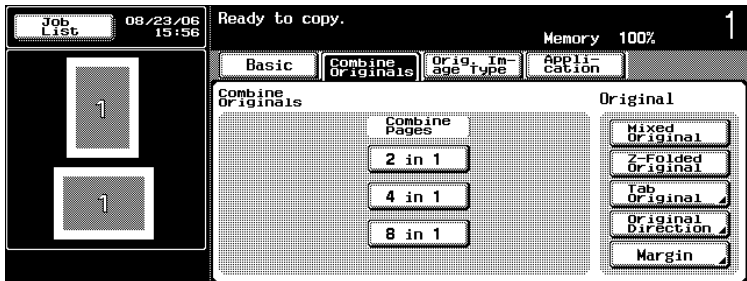 Job List
08/23/06
15:56
Ready to copy.
Memory 100%
1
Basic
Combine
Originals
Orig. Im-
age Type
Appli-
cation
Combine
Originals
Combine
Pages
2 in 1
4 in 1
8 in 1
Original
Mixed
Original
Z-Folded
Original
Tab
Original
Original
Direction
Margin
1
1